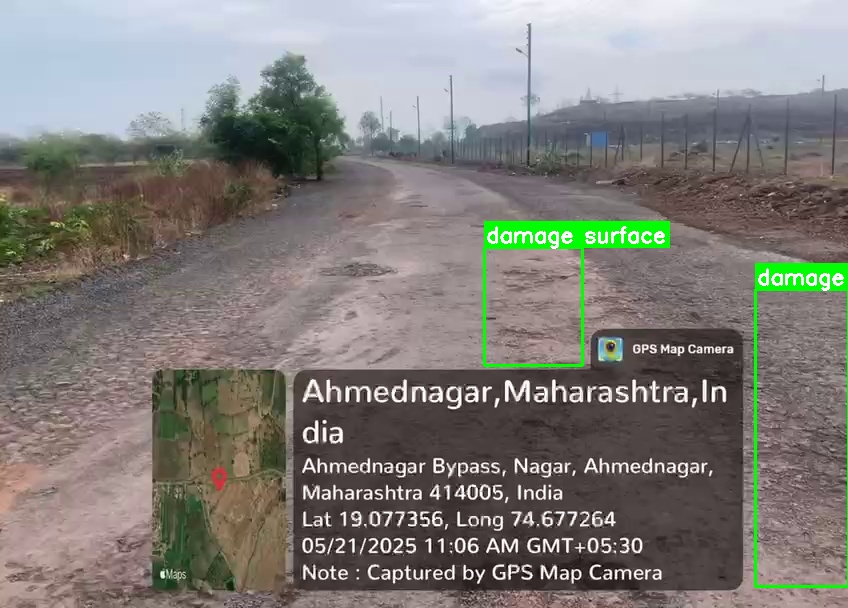 damage surface
damage
GPS Map Camera
Ahmednagar,Maharashtra,In
dia
Ahmednagar Bypass, Nagar, Ahmednagar,
Maharashtra 414005, India
Lat 19.077356, Long 74.677264
05/21/2025 11:06 AM GMT+05:30
Note : Captured by GPS Map Camera
Maps